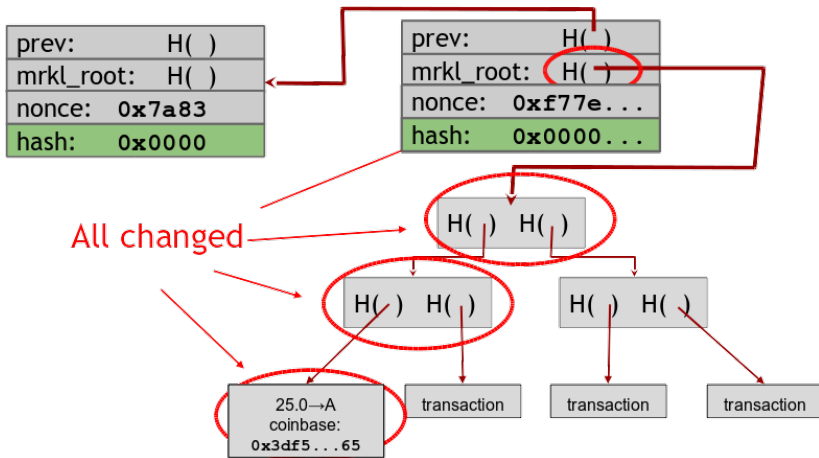 prev: H( )
mrkl_root: H( )
nonce: 0x7a83
hash: 0x0000
prev: H( )
mrkl_root: H( )
nonce: 0xf77e...
hash: 0x0000...
All changed
H( ) H( )
H( ) H( )
H( ) H( )
25.0→A
coinbase:
0x3df5...65
transaction
transaction
transaction